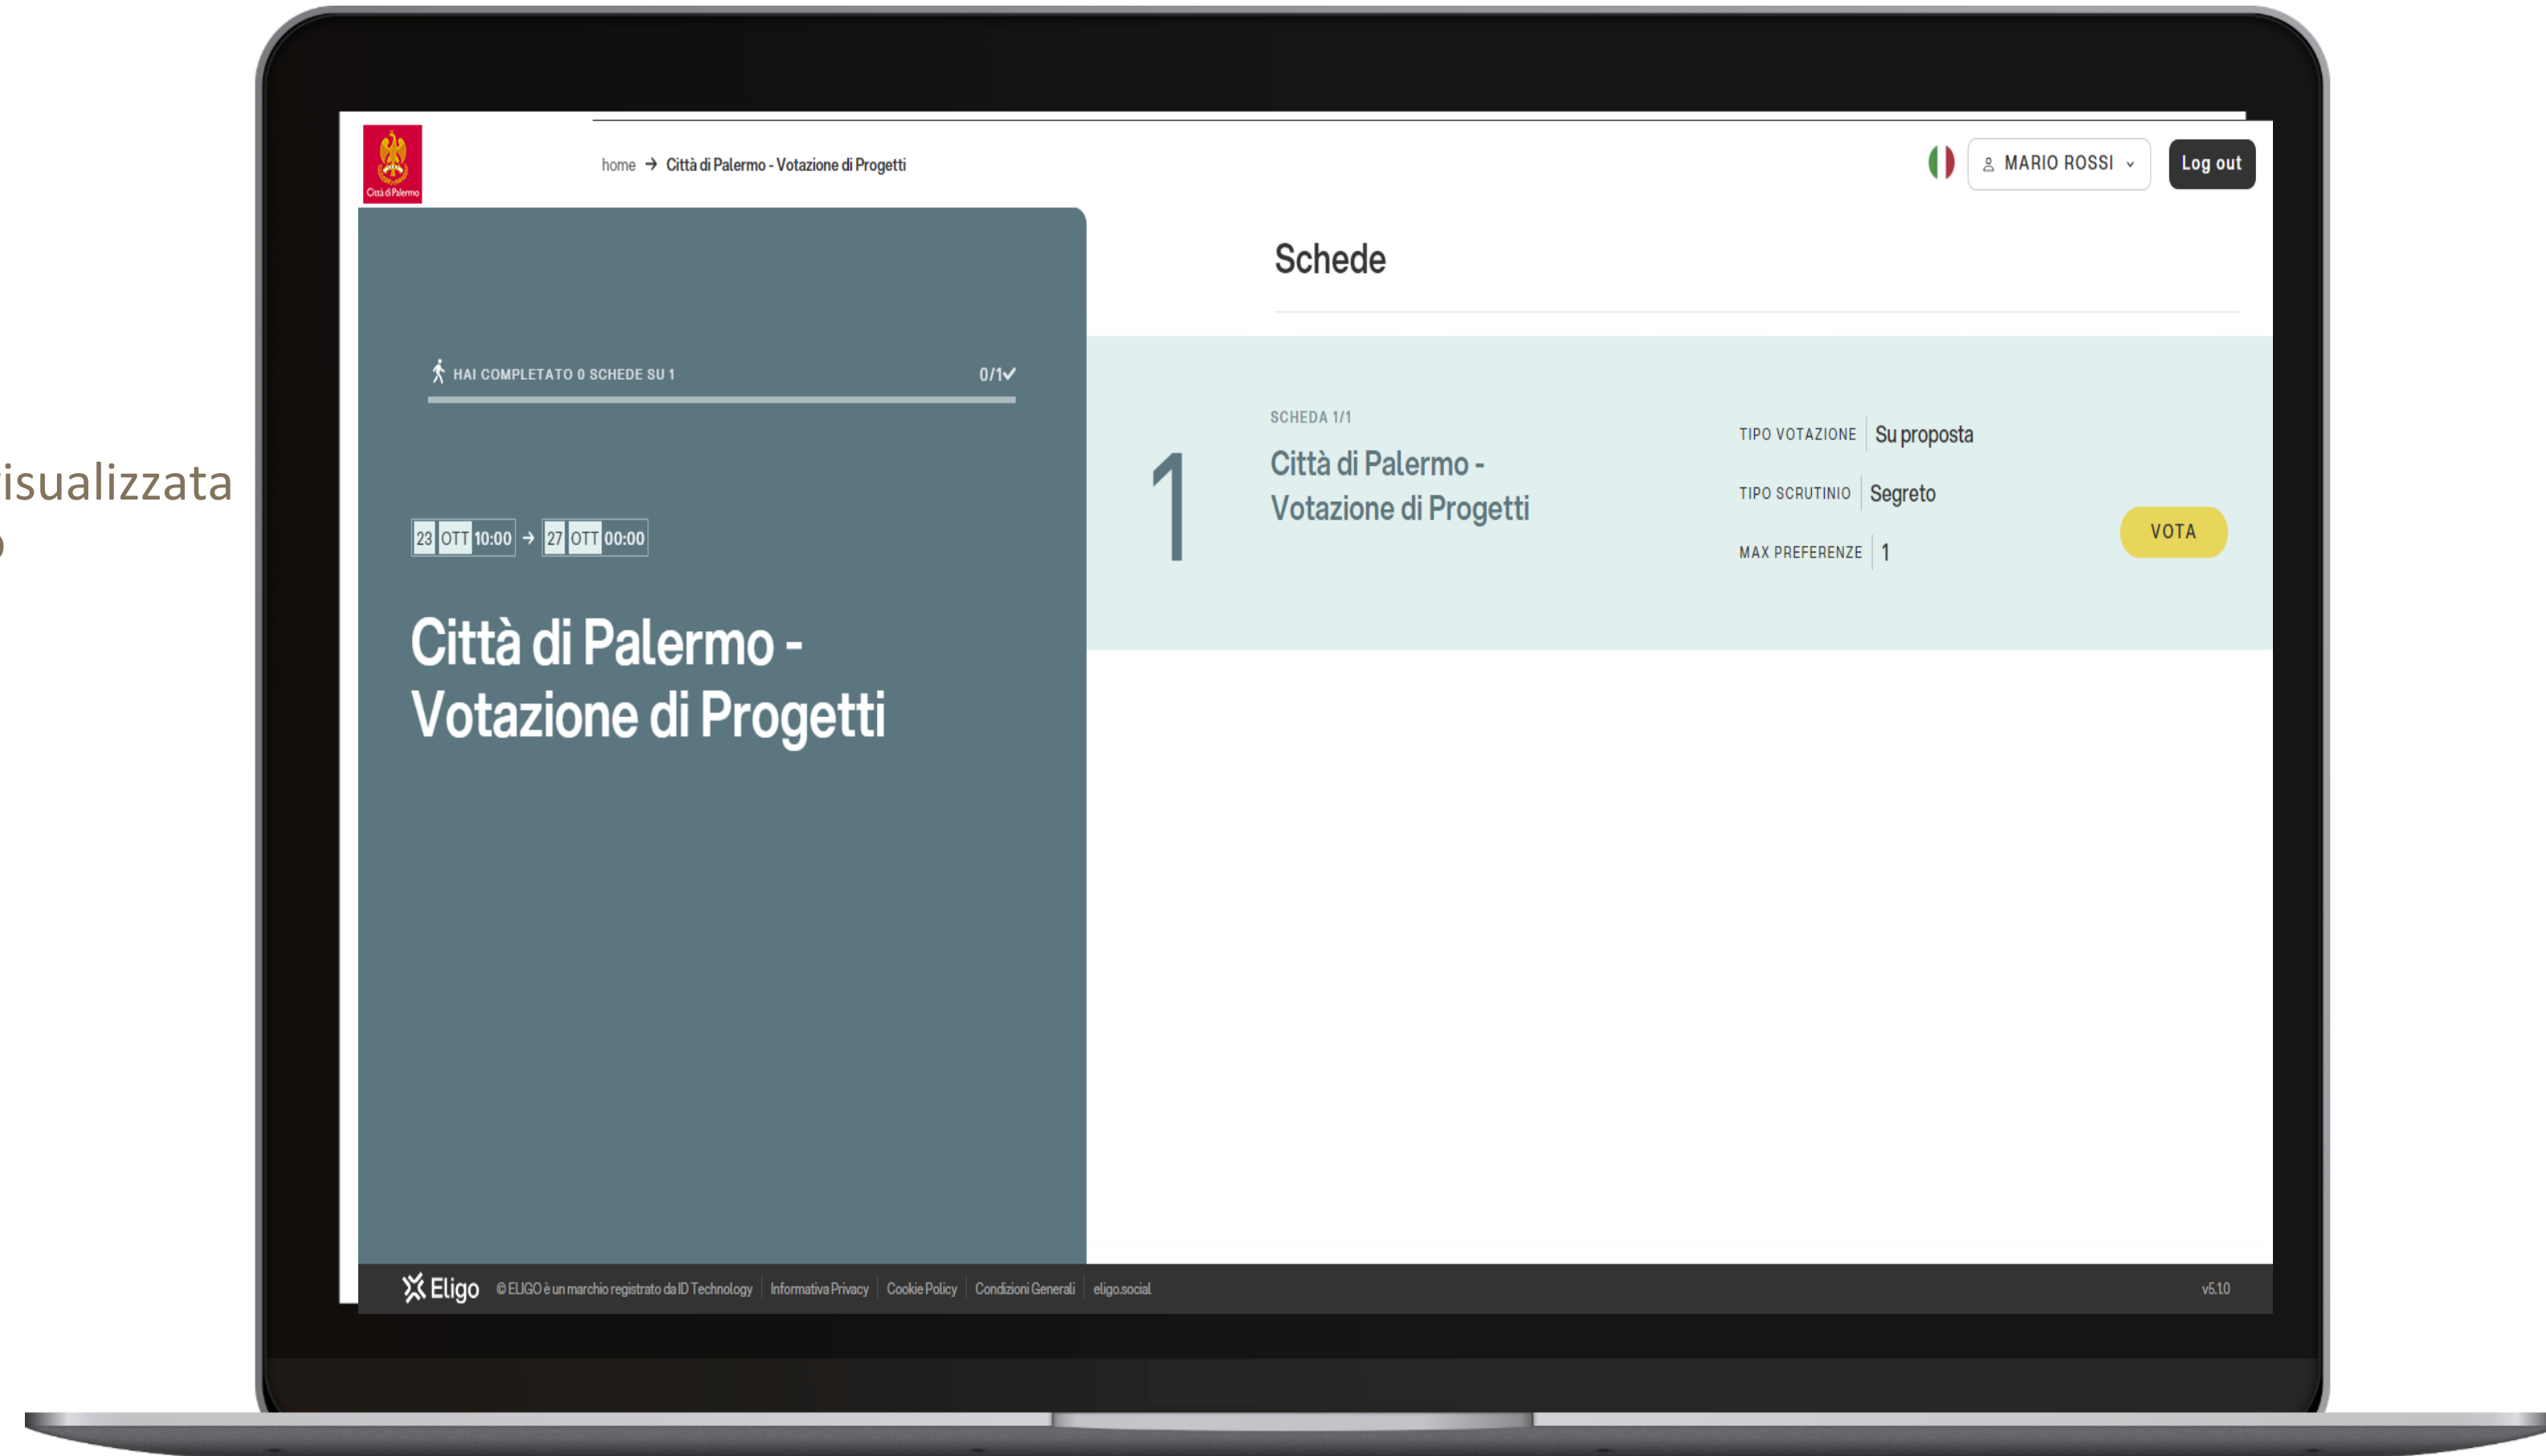 Città di Palermo
home → Città di Palermo - Votazione di Progetti
MARIO ROSSI
Log out
isualizzata
HAI COMPLETATO 0 SCHEDE SU 1 0/1
23 OTT 10:00 → 27 OTT 00:00
Città di Palermo -
Votazione di Progetti
Schede
1
SCHEDA 1/1
Città di Palermo -
Votazione di Progetti
TIPO VOTAZIONE Su proposta
TIPO SCRUTINIO Segreto
MAX PREFERENZE 1
VOTA
Eligo © ELIGO è un marchio registrato da ID Technology Informativa Privacy Cookie Policy Condizioni Generali eligo.social v5.1.0